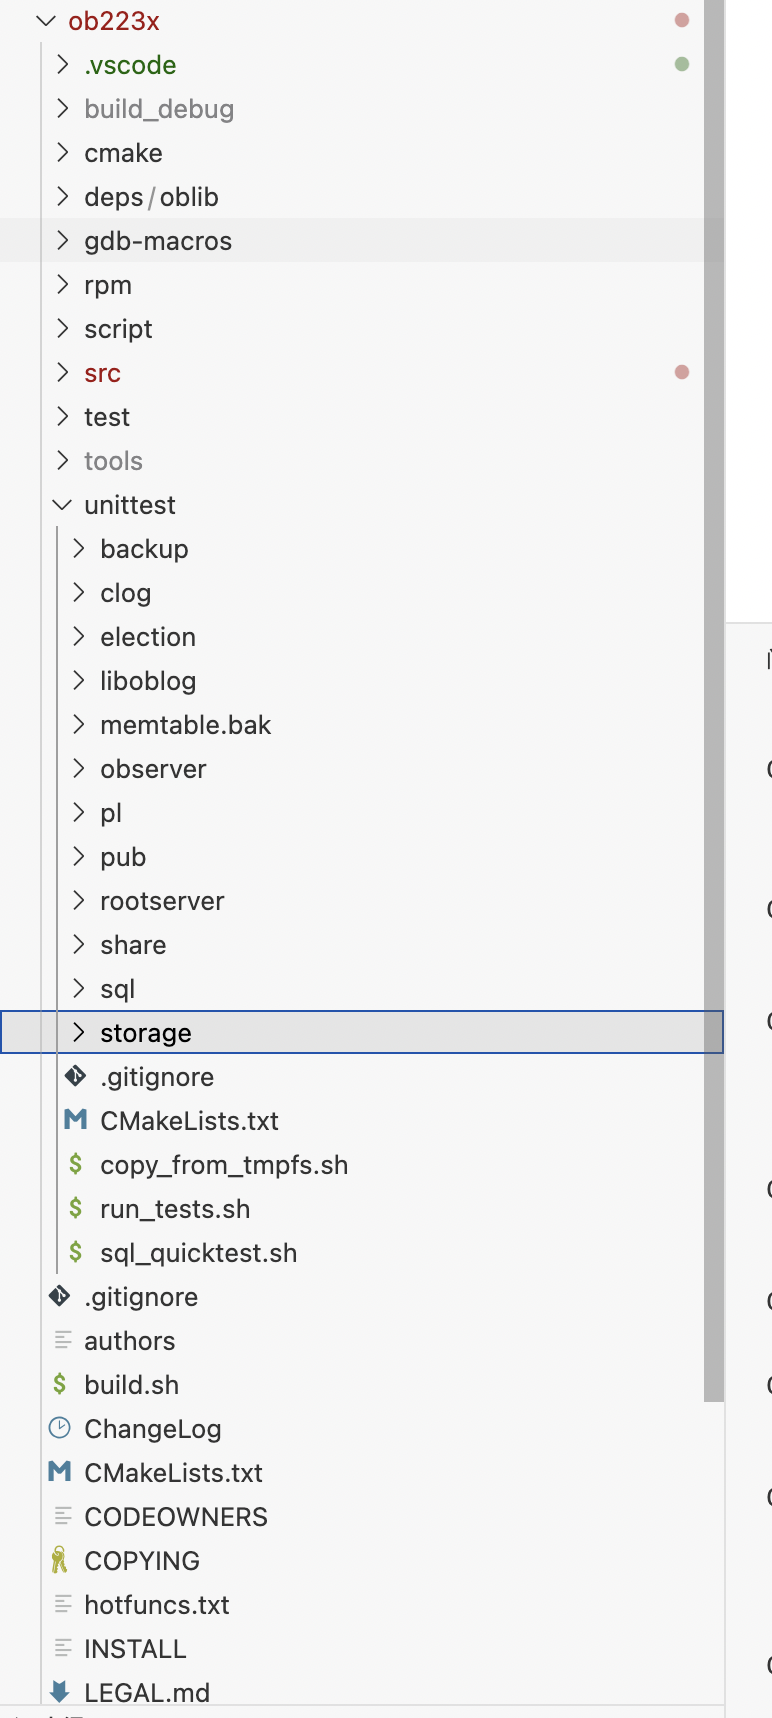 ob223x
.vscode
build_debug
cmake
deps/oblib
gdb-macros
rpm
script
src
test
tools
unittest
backup
clog
election
liboblog
memtable.bak
observer
pl
pub
rootserver
share
sql
storage
.gitignore
CMakeLists.txt
copy_from_tmpfs.sh
run_tests.sh
sql_quicktest.sh
.gitignore
authors
build.sh
ChangeLog
CMakeLists.txt
CODEOWNERS
COPYING
hotfuncs.txt
INSTALL
LEGAL.md